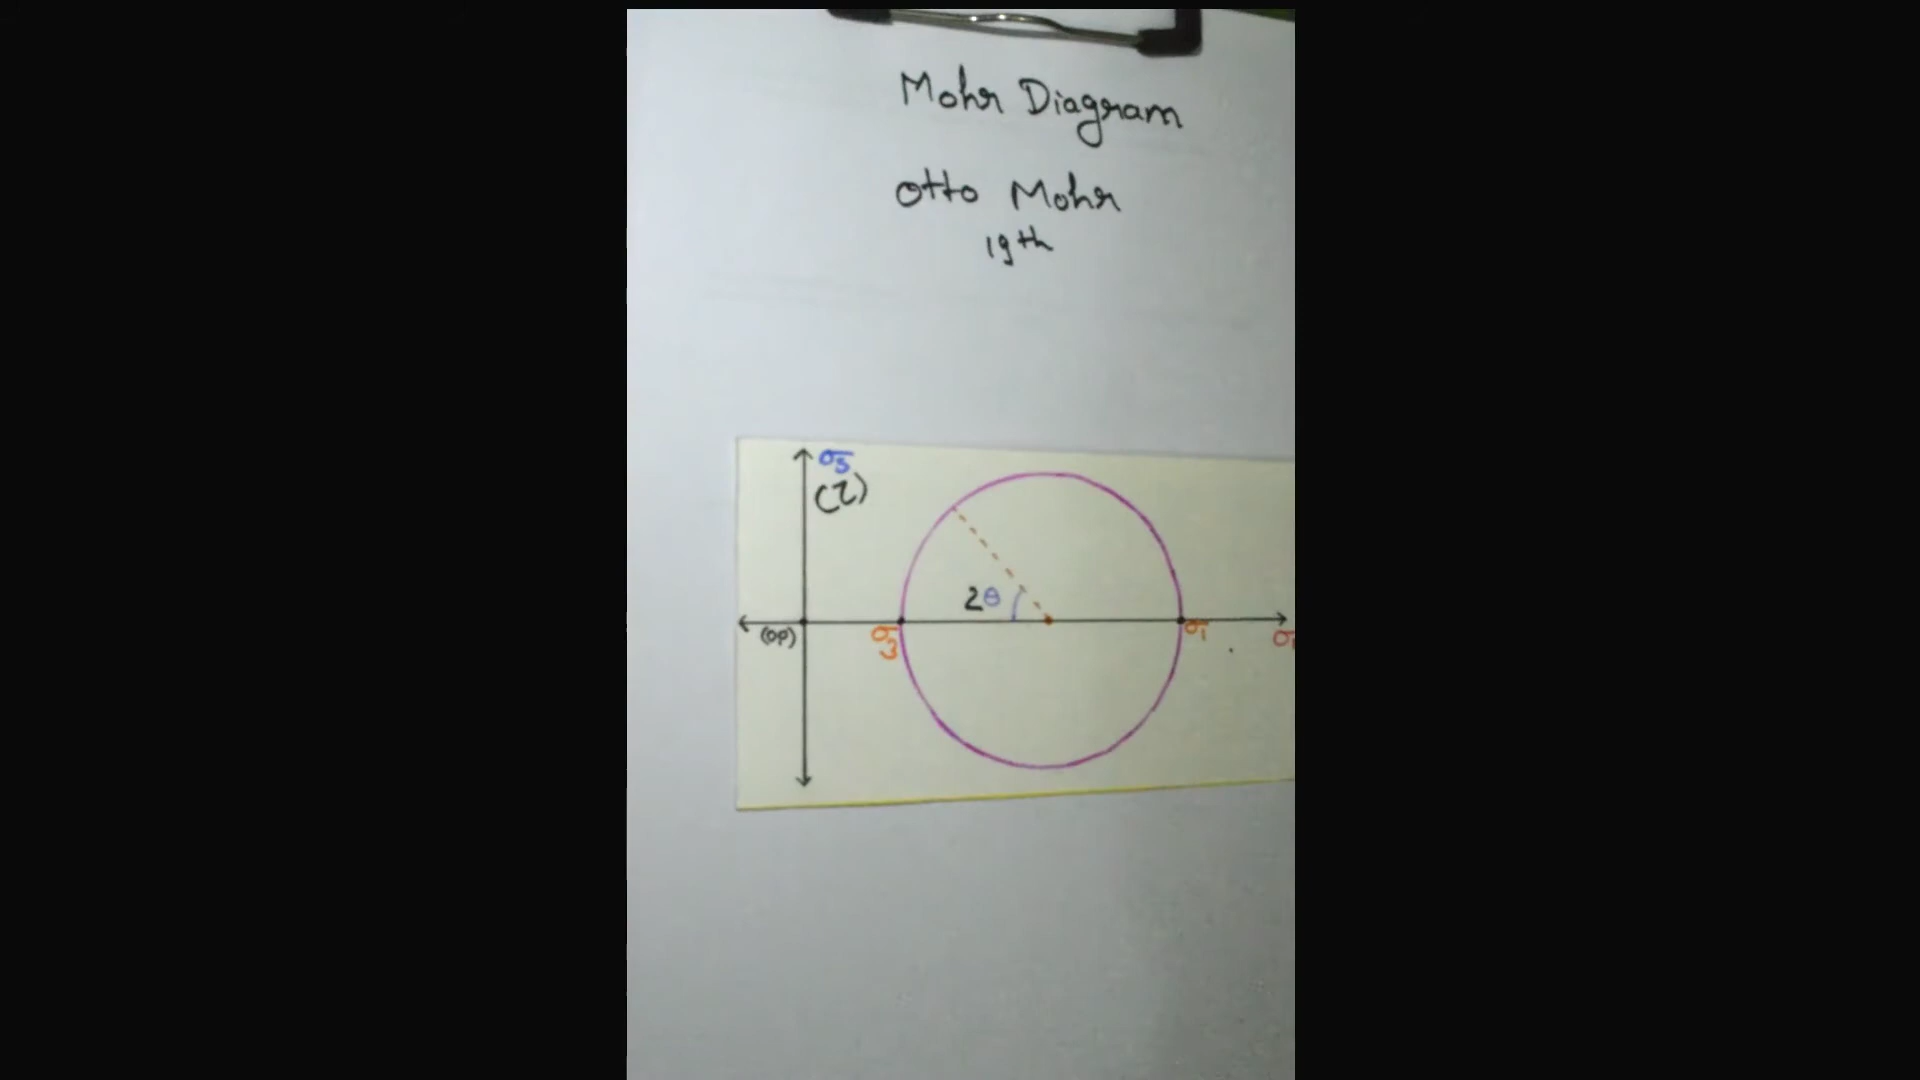 Mohr Diagram
Otto Mohr
19th
σs
(τ)
2θ
(op) σ3 σ1